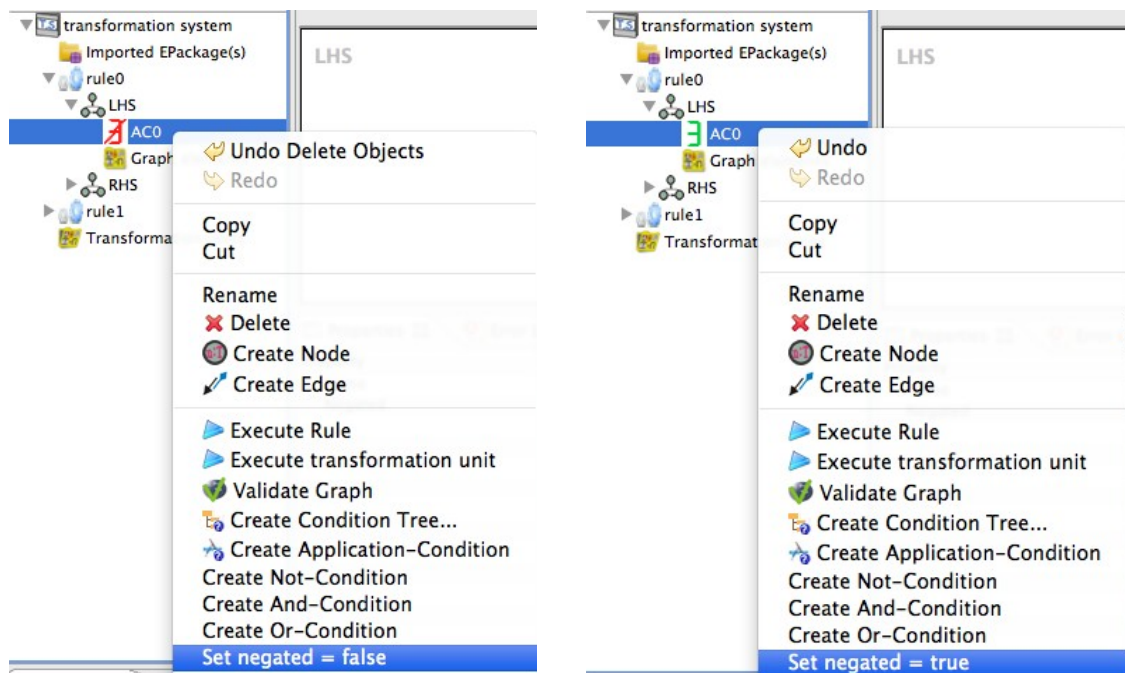 transformation system
Imported EPackage(s)
rule0
LHS
AC0
Graph
RHS
rule1
Transforma
LHS
Undo Delete Objects
Redo
Copy
Cut
Rename
Delete
Create Node
Create Edge
Execute Rule
Execute transformation unit
Validate Graph
Create Condition Tree...
Create Application-Condition
Create Not-Condition
Create And-Condition
Create Or-Condition
Set negated = false
transformation system
Imported EPackage(s)
rule0
LHS
AC0
Graph
RHS
rule1
Transformat
LHS
Undo
Redo
Copy
Cut
Rename
Delete
Create Node
Create Edge
Execute Rule
Execute transformation unit
Validate Graph
Create Condition Tree...
Create Application-Condition
Create Not-Condition
Create And-Condition
Create Or-Condition
Set negated = true